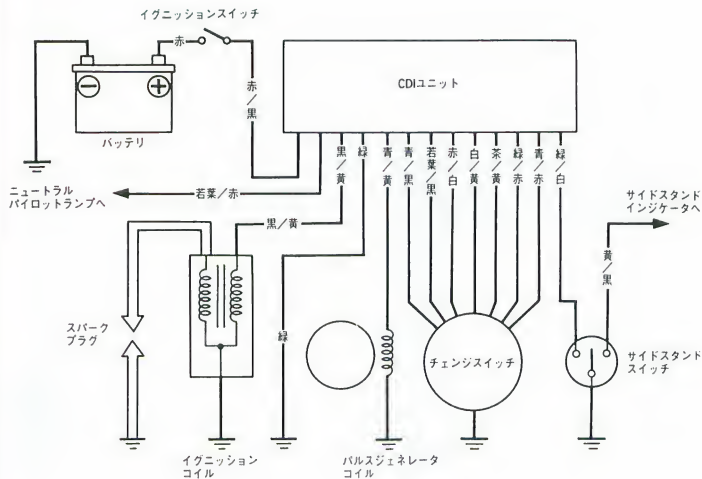 イグニッションスイッチ
赤
赤/黒
CDIユニット
バッテリ
黒/黄
緑
青/黄
青/黒
若葉/黒
赤/白
白/黄
茶/黄
緑/赤
青/赤
緑/白
ニュートラル
パイロットランプへ
若葉/赤
サイドスタンド
インジケータへ
黒/黄
黄/黒
スパーク
プラグ
緑
チェンジスイッチ
サイドスタンド
スイッチ
イグニッション
コイル
パルスジェネレータ
コイル